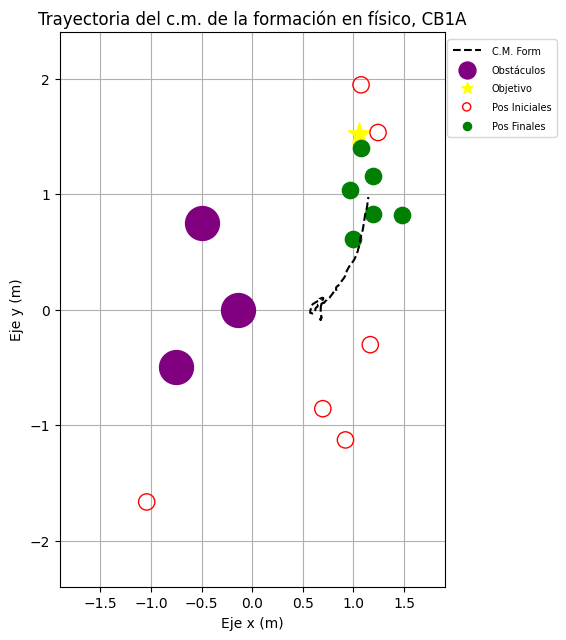 Trayectoria del c.m. de la formación en físico, CB1A
C.M. Form
Obstáculos
Objetivo
Pos Iniciales
Pos Finales
Eje y (m)
2
1
0
−1
−2
−1.5
−1.0
−0.5
0.0
0.5
1.0
1.5
Eje x (m)